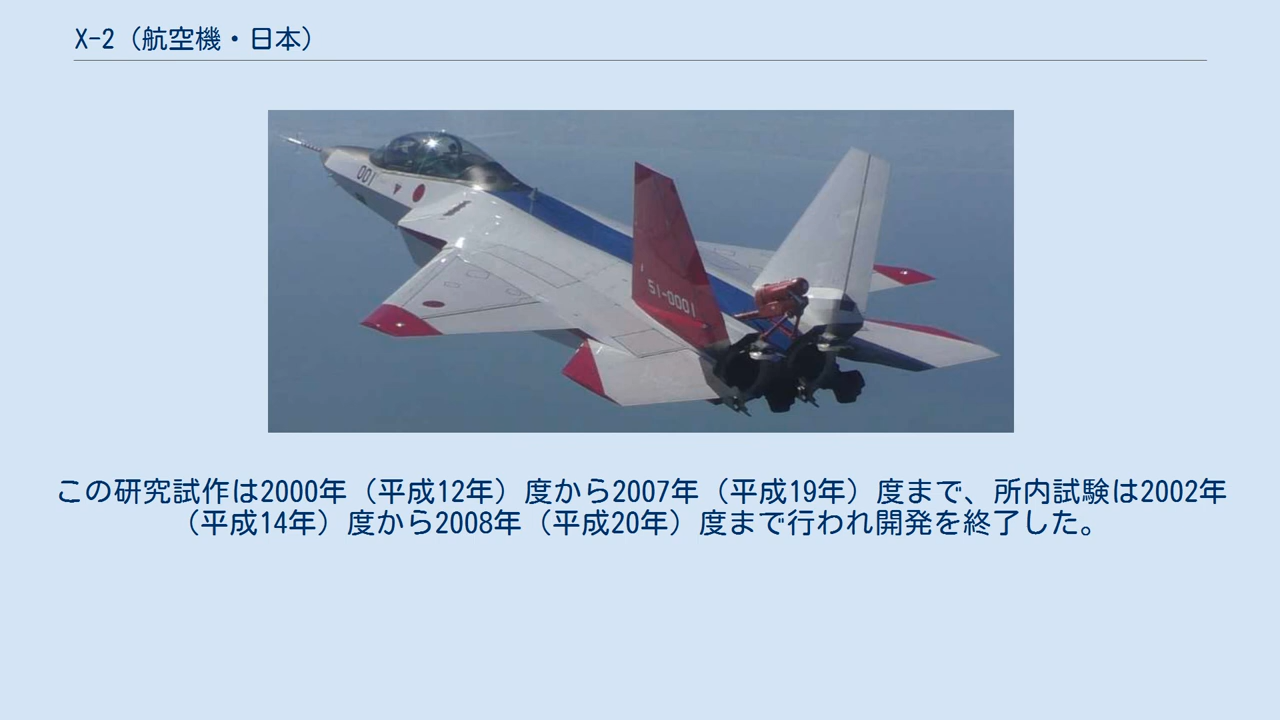 X-2（航空機・日本）
001
51-0001
この研究試作は2000年（平成12年）度から2007年（平成19年）度まで、所内試験は2002年
（平成14年）度から2008年（平成20年）度まで行われ開発を終了した。